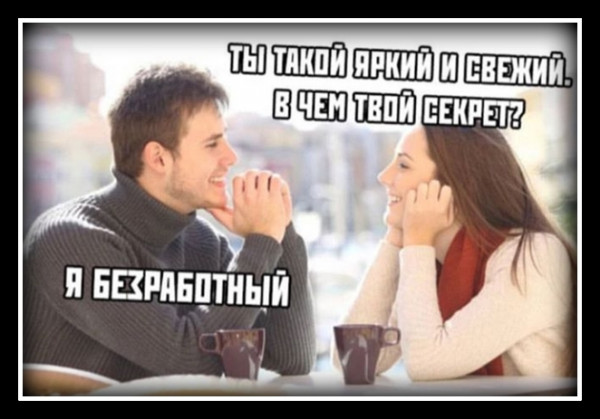 ТЫ ТАКОЙ ЯРКИЙ И СВЕЖИЙ.
В ЧЕМ ТВОЙ СЕКРЕТ?
Я БЕЗРАБОТНЫЙ